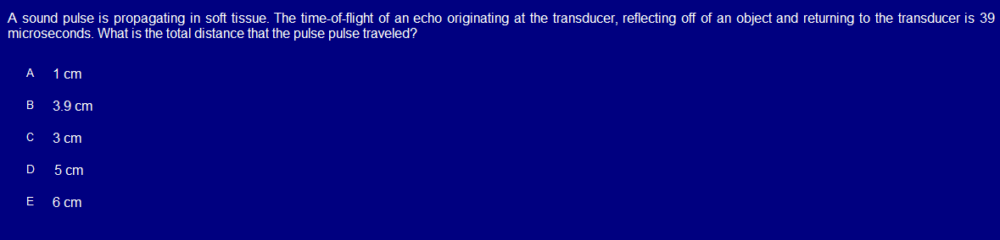 A sound pulse is propagating in soft tissue. The time-of-flight of an echo originating at the transducer, reflecting off of an object and returning to the transducer is 39
microseconds. What is the total distance that the pulse pulse traveled?
A 1 cm
B 3.9 cm
C 3 cm
D 5 cm
E 6 cm